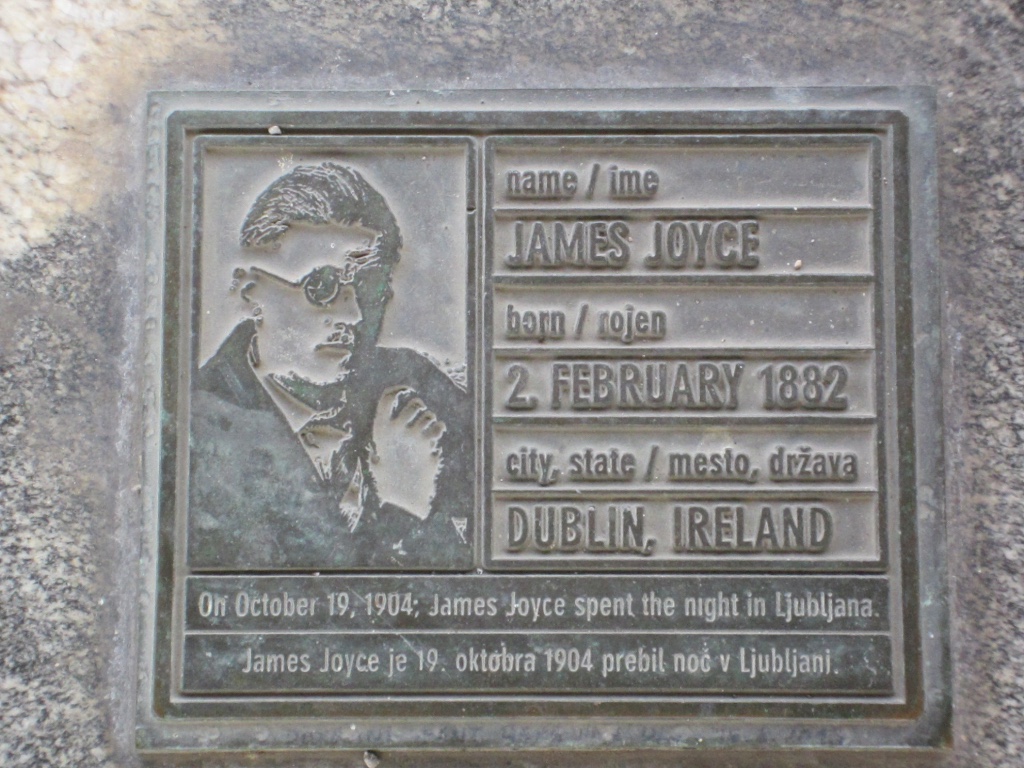 name / ime
JAMES JOYCE
born / rojen
2. FEBRUARY 1882
city, state / mesto, država
DUBLIN, IRELAND
On October 19, 1904; James Joyce spent the night in Ljubljana.
James Joyce je 19. oktobra 1904 prebil noč v Ljubljani.